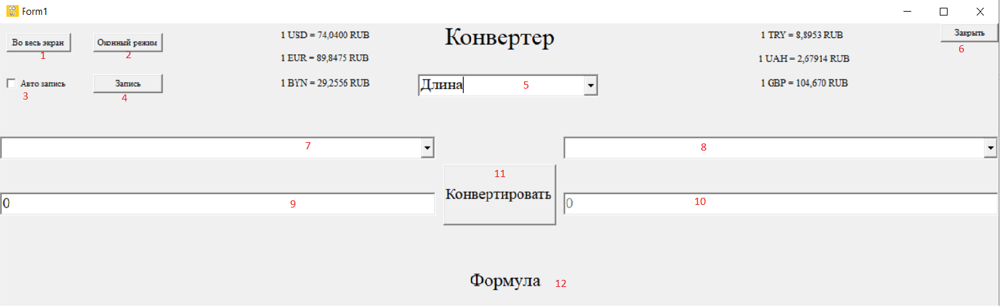 Form1
Во весь экран
1
Оконный режим
2
1 USD = 74,0400 RUB
Конвертер
1 TRY = 8,8953 RUB
Закрыть
6
1 EUR = 89,8475 RUB
1 UAH = 2,67914 RUB
Авто запись
3
Запись
4
1 BYN = 29,2556 RUB
Длина
5
1 GBP = 104,670 RUB
7
8
11
Конвертировать
0
9
0
10
Формула
12